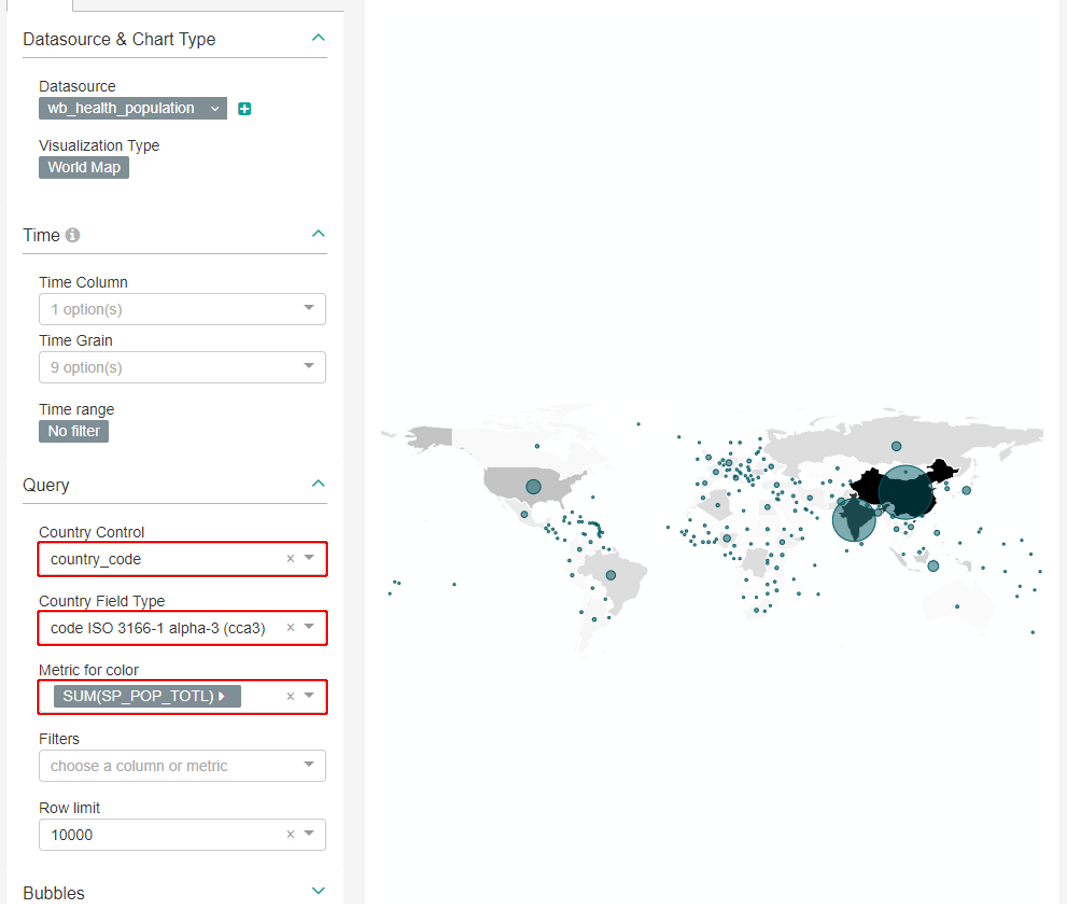 Datasource & Chart Type
Datasource
wb_health_population
Visualization Type
World Map
Time
Time Column
1 option(s)
Time Grain
9 option(s)
Time range
No filter
Query
Country Control
country_code
Country Field Type
code ISO 3166-1 alpha-3 (cca3)
Metric for color
SUM(SP_POP_TOTL)
Filters
choose a column or metric
Row limit
10000
Bubbles